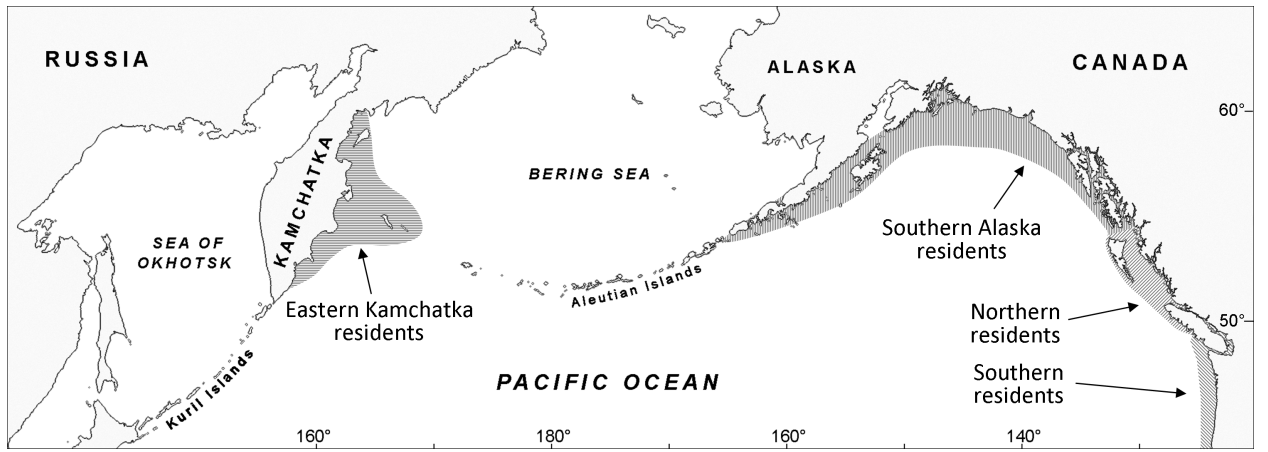 RUSSIA
ALASKA
CANADA
60°
KAMCHATKA
BERING SEA
SEA OF
OKHOTSK
Southern Alaska
residents
Aleutian Islands
Eastern Kamchatka
residents
Northern
residents
50°
Kuril Islands
PACIFIC OCEAN
Southern
residents
160°
180°
160°
140°